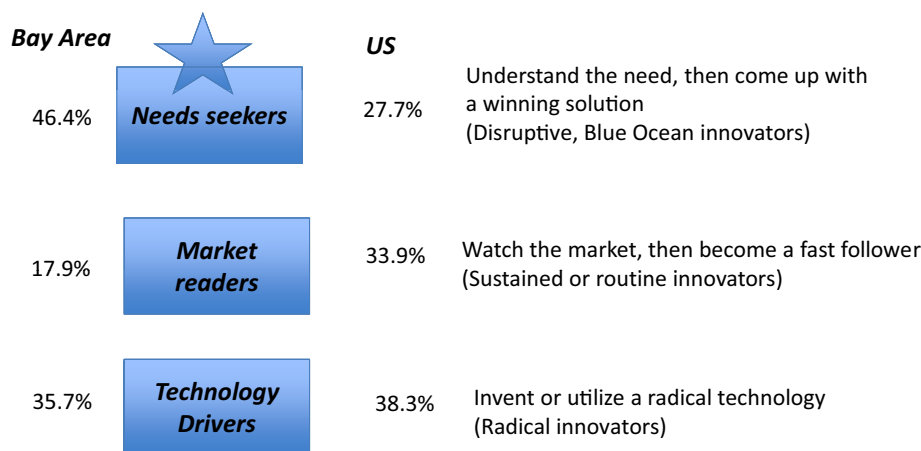 Bay Area
US
46.4%
Needs seekers
27.7%
Understand the need, then come up with
a winning solution
(Disruptive, Blue Ocean innovators)
17.9%
Market
readers
33.9%
Watch the market, then become a fast follower
(Sustained or routine innovators)
35.7%
Technology
Drivers
38.3%
Invent or utilize a radical technology
(Radical innovators)